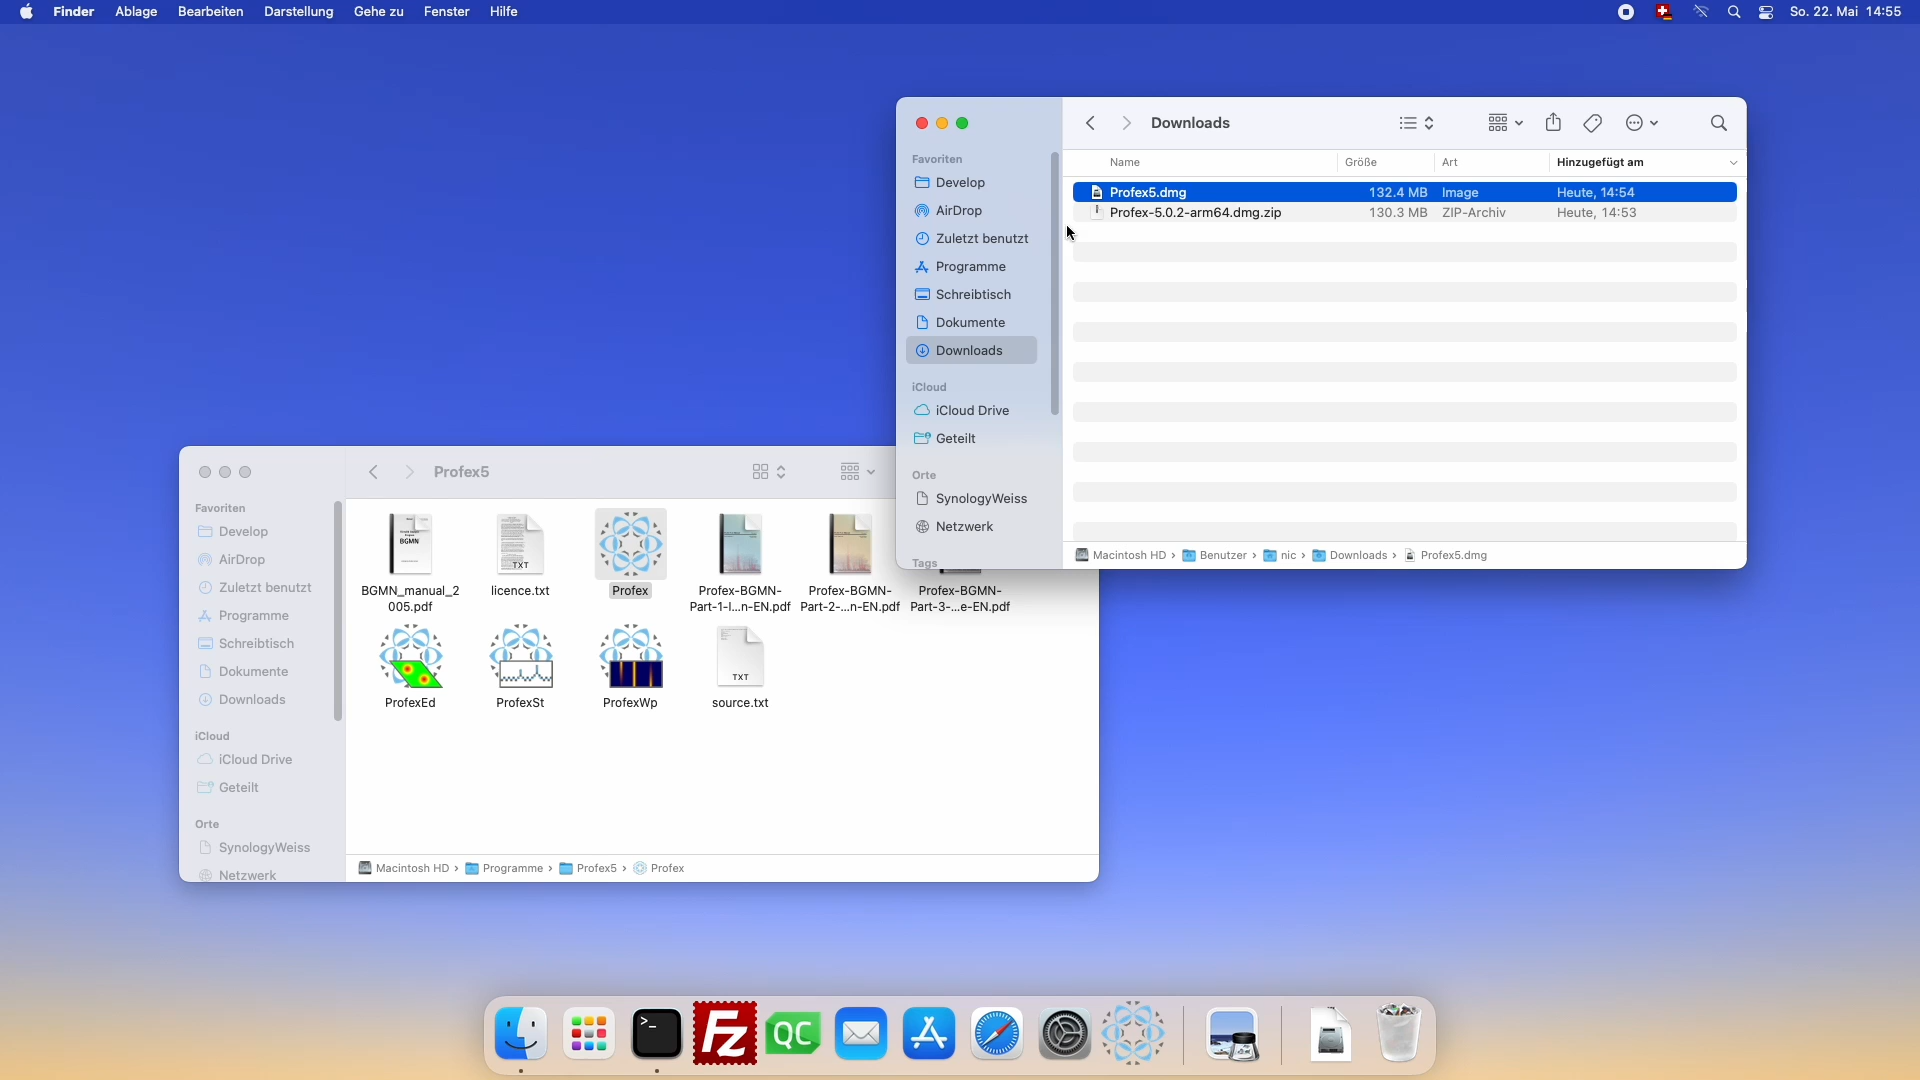 Finder Ablage Bearbeiten Darstellung Gehe zu Fenster Hilfe So. 22. Mai 14:55
Downloads
Favoriten
Develop
AirDrop
Zuletzt benutzt
Programme
Schreibtisch
Dokumente
Downloads
iCloud
iCloud Drive
Geteilt
Orte
SynologyWeiss
Netzwerk
Tags
Name Größe Art Hinzugefügt am
Profex5.dmg 132.4 MB Image Heute, 14:54
Profex-5.0.2-arm64.dmg.zip 130.3 MB ZIP-Archiv Heute, 14:53
Macintosh HD › Benutzer › nic › Downloads › Profex5.dmg
Profex5
Favoriten
Develop
AirDrop
Zuletzt benutzt
Programme
Schreibtisch
Dokumente
Downloads
iCloud
iCloud Drive
Geteilt
Orte
SynologyWeiss
Netzwerk
BGMN
TXT
BGMN_manual_2
005.pdf
licence.txt
Profex
Profex-BGMN-
Part-1-I...n-EN.pdf
Profex-BGMN-
Part-2-...n-EN.pdf
Profex-BGMN-
Part-3-...e-EN.pdf
TXT
ProfexEd ProfexSt ProfexWp source.txt
Macintosh HD › Programme › Profex5 › Profex
>_ Fz QC